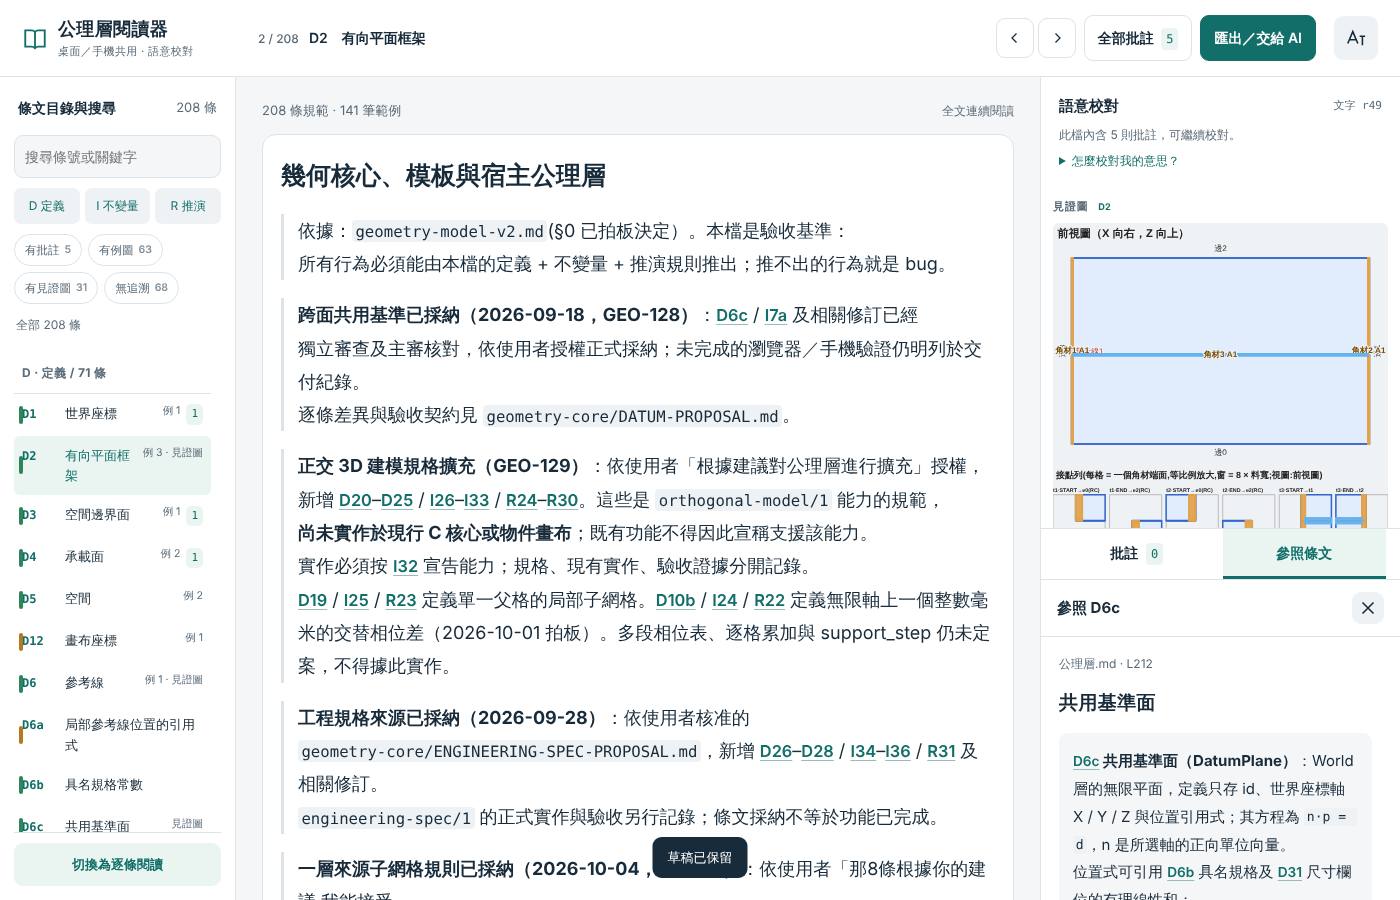 公理層閱讀器
桌面／手機共用 · 語意校對
2 / 208 D2 有向平面框架
全部批註 5
匯出／交給 AI
條文目錄與搜尋 208 條
搜尋條號或關鍵字
D 定義 I 不變量 R 推演
有批註 5 有例圖 63
有見證圖 31 無追溯 68
全部 208 條
D · 定義 / 71 條
D1 世界座標 例 1 1
D2 有向平面框架 例 3 · 見證圖
D3 空間邊界面 例 1 1
D4 承載面 例 2 1
D5 空間 例 2
D12 畫布座標 例 1
D6 參考線 例 1 · 見證圖
D6a 局部參考線位置的引用式
D6b 具名規格常數
D6c 共用基準面 見證圖
切換為逐條閱讀
208 條規範 · 141 筆範例 全文連續閱讀
幾何核心、模板與宿主公理層
依據：geometry-model-v2.md(§0 已拍板決定）。本檔是驗收基準：
所有行為必須能由本檔的定義 + 不變量 + 推演規則推出；推不出的行為就是 bug。
跨面共用基準已採納（2026-09-18，GEO-128）：D6c / I7a 及相關修訂已經
獨立審查及主審核對，依使用者授權正式採納；未完成的瀏覽器／手機驗證仍明列於交
付紀錄。
逐條差異與驗收契約見 geometry-core/DATUM-PROPOSAL.md。
正交 3D 建模規格擴充（GEO-129）：依使用者「根據建議對公理層進行擴充」授權，
新增 D20–D25 / I26–I33 / R24–R30。這些是 orthogonal-model/1 能力的規範，
尚未實作於現行 C 核心或物件畫布；既有功能不得因此宣稱支援該能力。
實作必須按 I32 宣告能力；規格、現有實作、驗收證據分開記錄。
D19 / I25 / R23 定義單一父格的局部子網格。D10b / I24 / R22 定義無限軸上一個整數毫
米的交替相位差（2026-10-01 拍板）。多段相位表、逐格累加與 support_step 仍未定
案，不得據此實作。
工程規格來源已採納（2026-09-28）：依使用者核准的
geometry-core/ENGINEERING-SPEC-PROPOSAL.md，新增 D26–D28 / I34–I36 / R31 及
相關修訂。
engineering-spec/1 的正式實作與驗收另行記錄；條文採納不等於功能已完成。
一層來源子網格規則已採納（2026-10-04， ：依使用者「那8條根據你的建
草稿已保留
語意校對 文字 r49
此檔內含 5 則批註，可繼續校對。
怎麼校對我的意思？
見證圖 D2
前視圖（X 向右，Z 向上）
邊2
角材3·A1
邊0
接點列(每格 = 一個角材端面,等比例放大,窗 = 8 × 料寬;視圖:前視圖)
批註 0 參照條文
參照 D6c
公理層.md · L212
共用基準面
D6c 共用基準面（DatumPlane）：World
層的無限平面，定義只存 id、世界座標軸
X / Y / Z 與位置引用式；其方程為 n·p =
d，n 是所選軸的正向單位向量。
位置式可引用 D6b 具名規格及 D31 尺寸欄